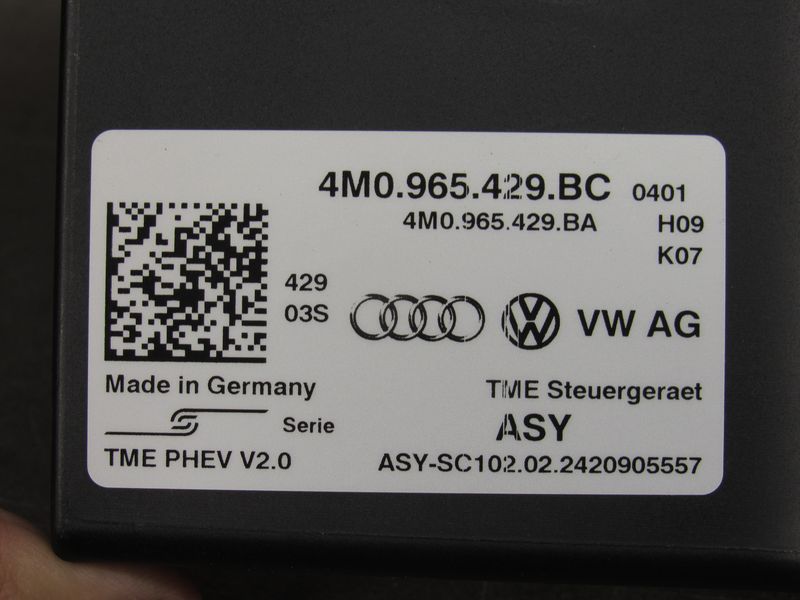 4M0.965.429.BC 0401
4M0.965.429.BA H09
K07
429
03S
VW AG
Made in Germany
TME Steuergeraet
Serie
ASY
TME PHEV V2.0
ASY-SC102.02.2420905557